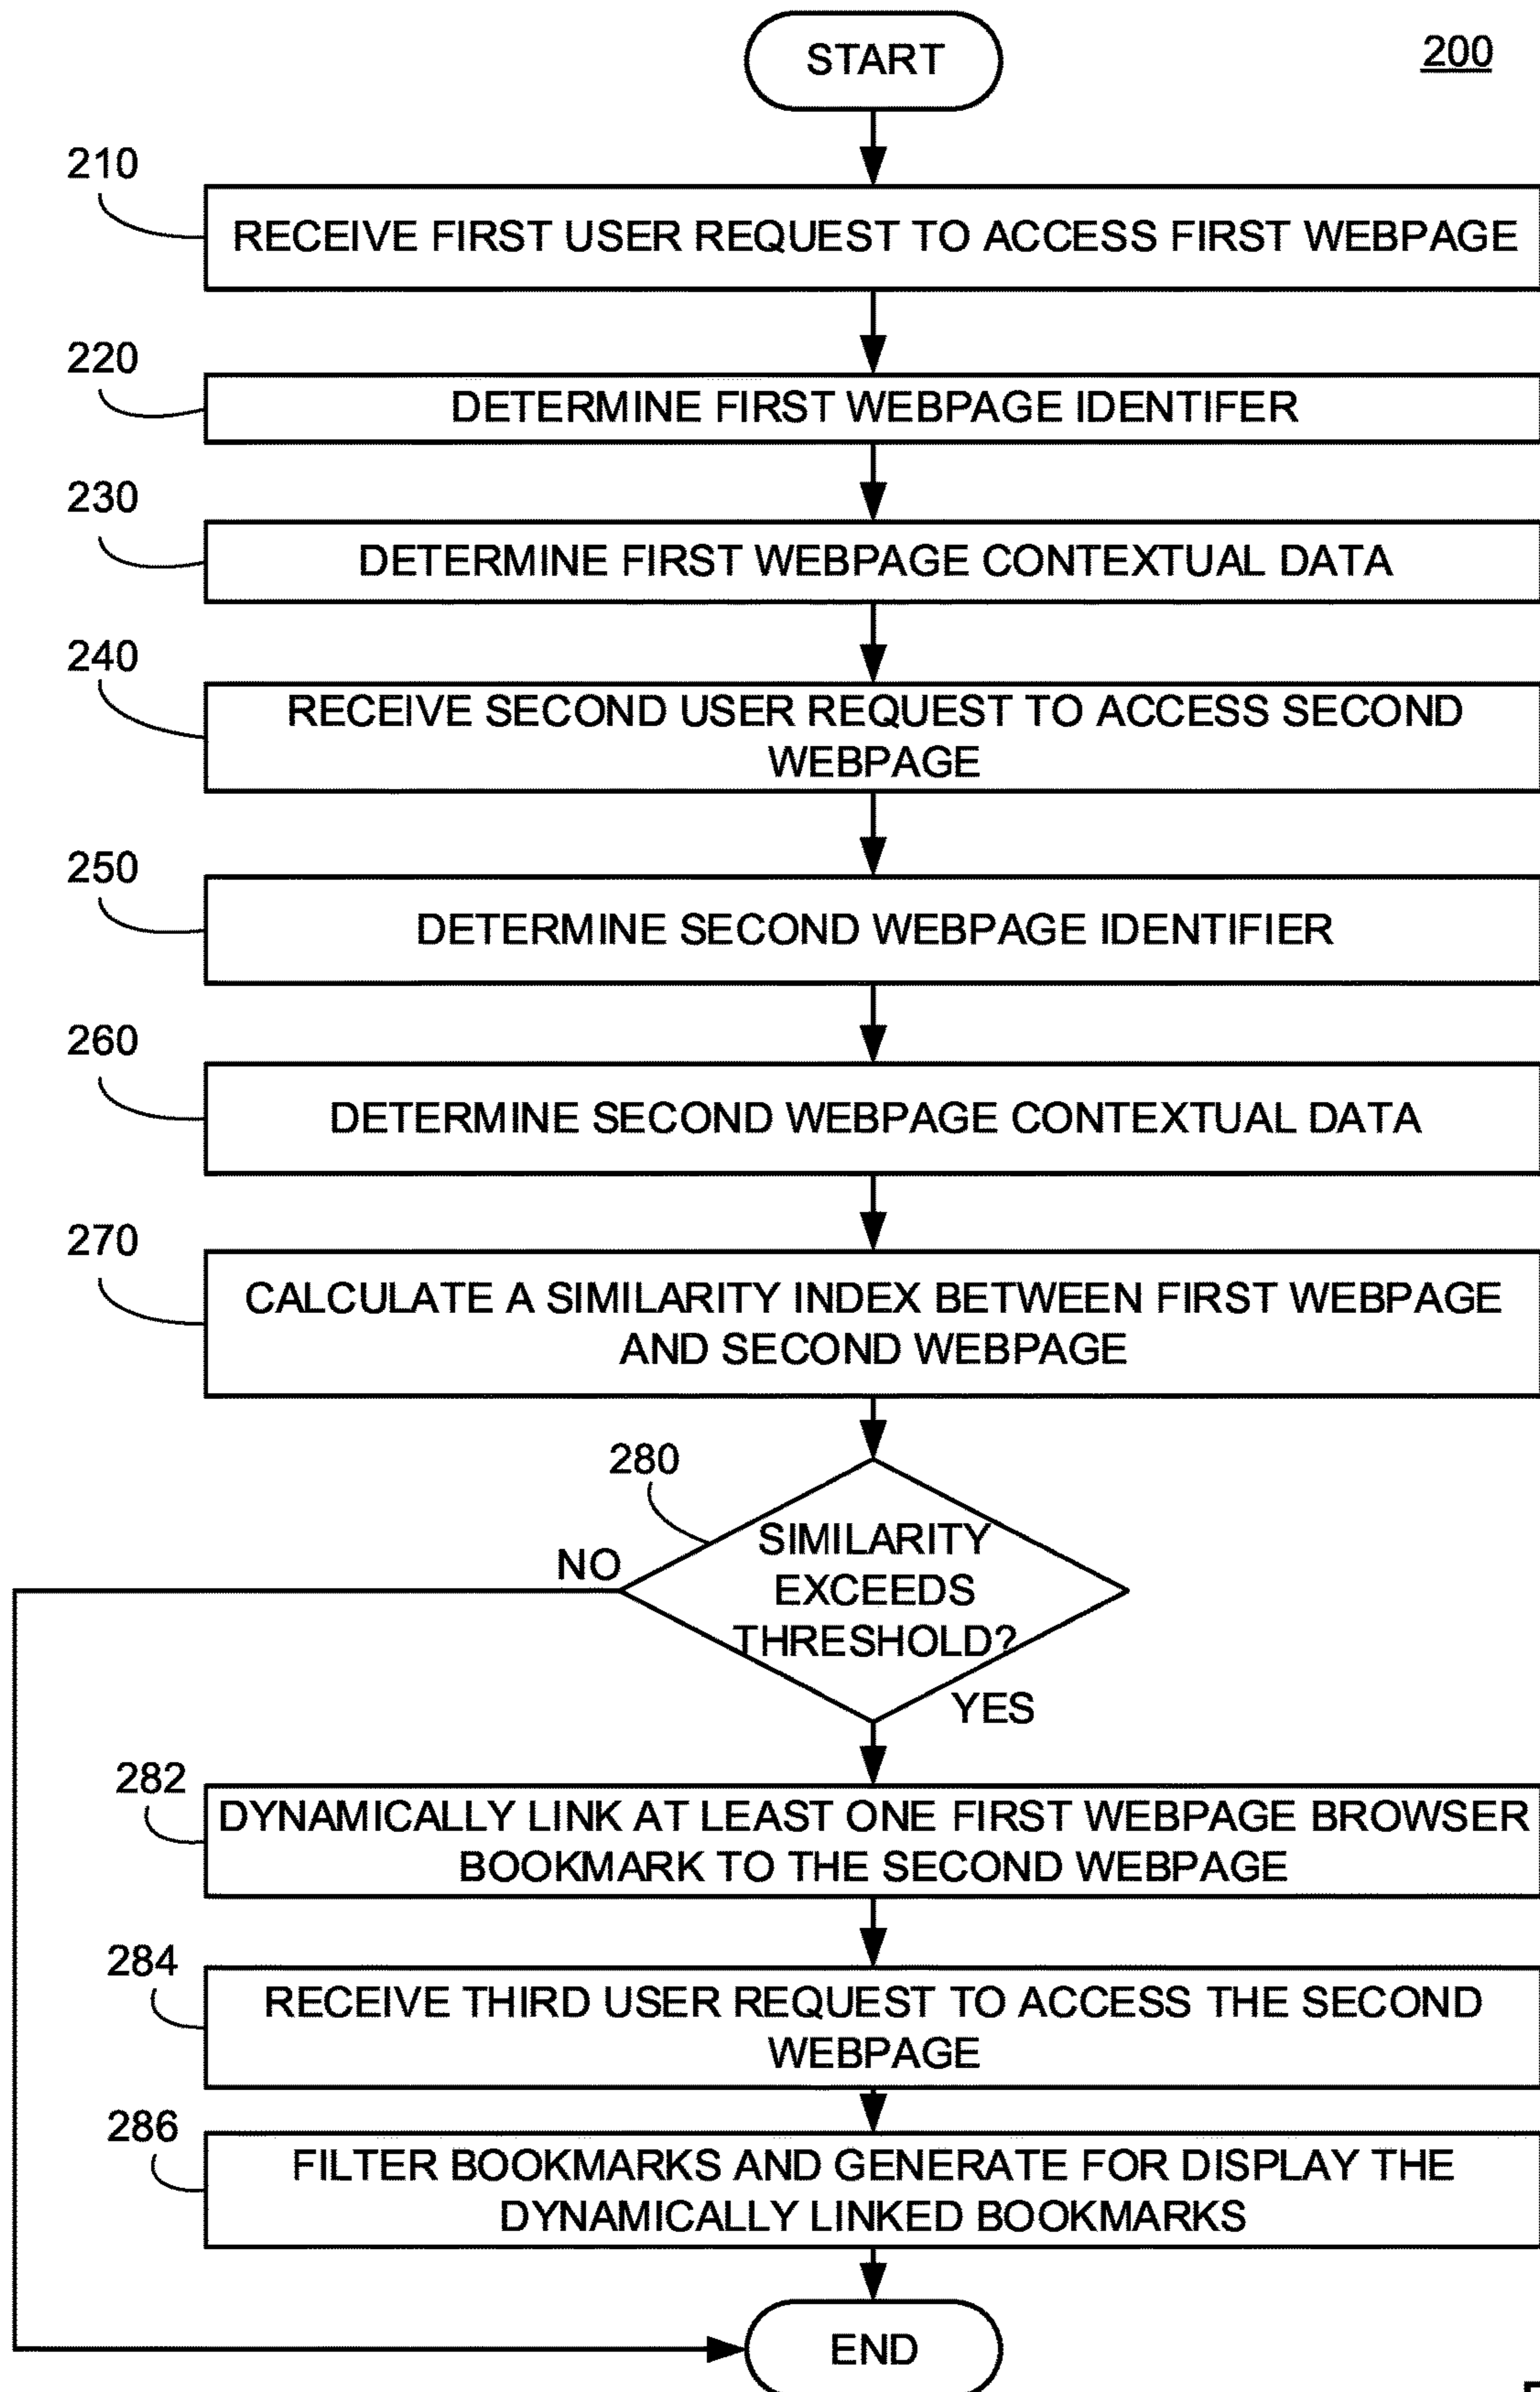 START
200
210
RECEIVE FIRST USER REQUEST TO ACCESS FIRST WEBPAGE
220
DETERMINE FIRST WEBPAGE IDENTIFER
230
DETERMINE FIRST WEBPAGE CONTEXTUAL DATA
240
RECEIVE SECOND USER REQUEST TO ACCESS SECOND
WEBPAGE
250
DETERMINE SECOND WEBPAGE IDENTIFIER
260
DETERMINE SECOND WEBPAGE CONTEXTUAL DATA
270
CALCULATE A SIMILARITY INDEX BETWEEN FIRST WEBPAGE
AND SECOND WEBPAGE
280
SIMILARITY
EXCEEDS
THRESHOLD?
NO
YES
282
DYNAMICALLY LINK AT LEAST ONE FIRST WEBPAGE BROWSER
BOOKMARK TO THE SECOND WEBPAGE
284
RECEIVE THIRD USER REQUEST TO ACCESS THE SECOND
WEBPAGE
286
FILTER BOOKMARKS AND GENERATE FOR DISPLAY THE
DYNAMICALLY LINKED BOOKMARKS
END